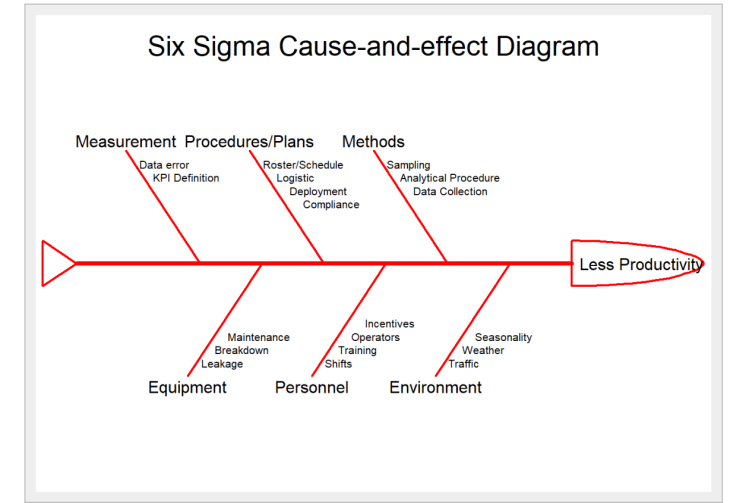 Six Sigma Cause-and-effect Diagram
Measurement
Procedures/Plans
Methods
Data error
KPI Definition
Roster/Schedule
Logistic
Deployment
Compliance
Sampling
Analytical Procedure
Data Collection
Less Productivity
Maintenance
Breakdown
Leakage
Incentives
Operators
Training
Shifts
Seasonality
Weather
Traffic
Equipment
Personnel
Environment